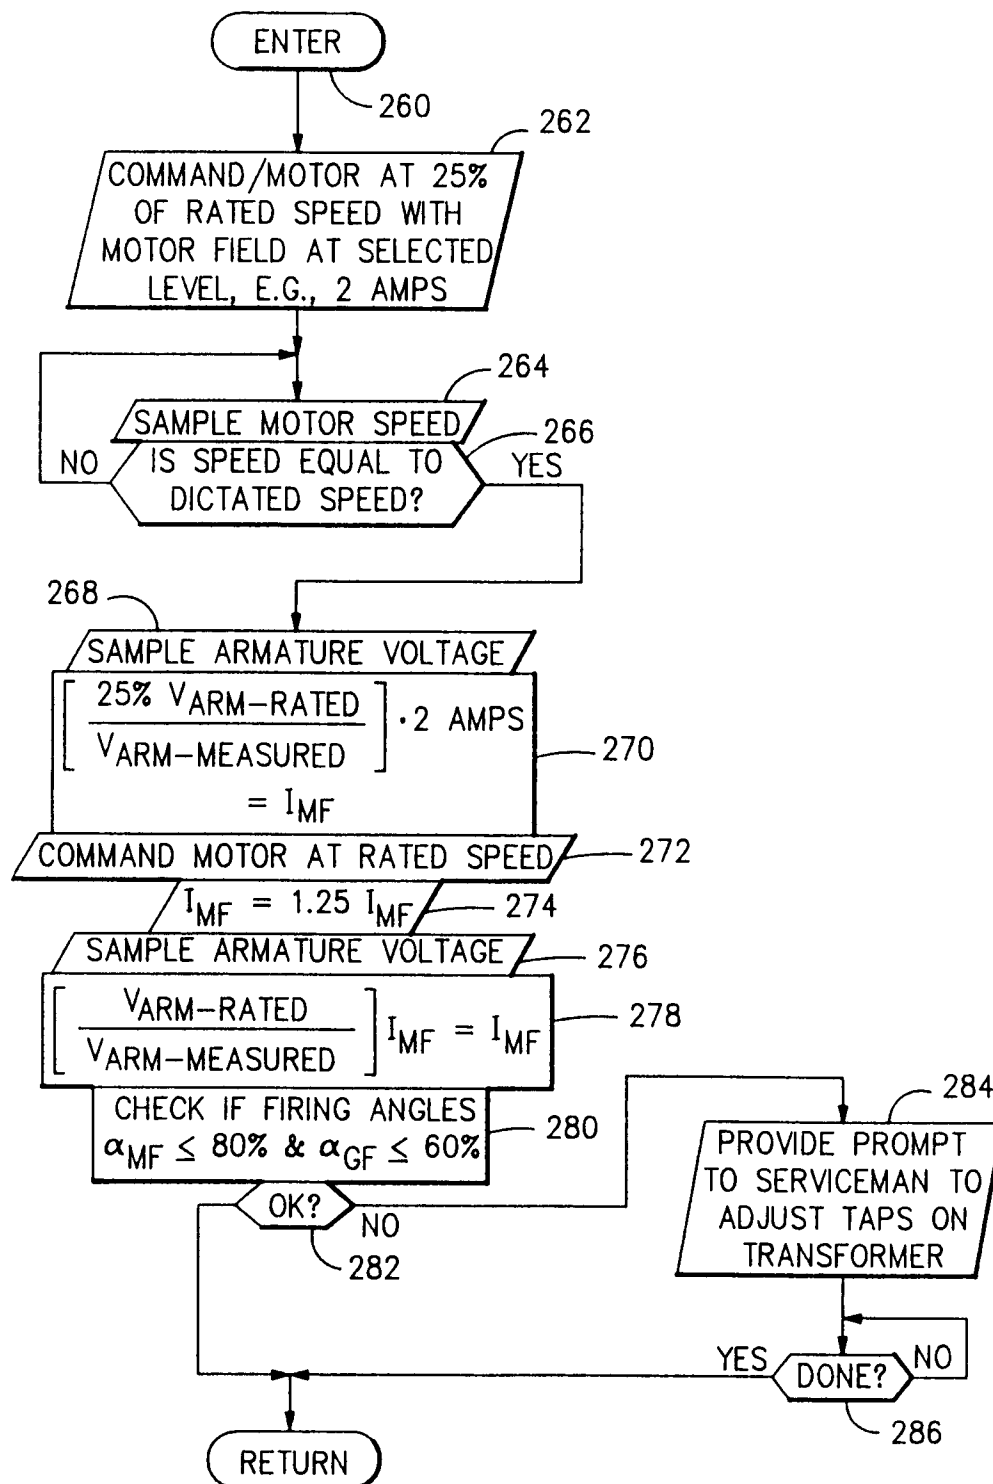 ENTER
260
262
COMMAND/MOTOR AT 25%
OF RATED SPEED WITH
MOTOR FIELD AT SELECTED
LEVEL, E.G., 2 AMPS
264
SAMPLE MOTOR SPEED
266
NO
IS SPEED EQUAL TO
DICTATED SPEED?
YES
268
SAMPLE ARMATURE VOLTAGE
[ 25% VARM-RATED
VARM-MEASURED ] · 2 AMPS
= IMF
270
COMMAND MOTOR AT RATED SPEED
272
IMF = 1.25 IMF
274
SAMPLE ARMATURE VOLTAGE
276
[ VARM-RATED
VARM-MEASURED ] IMF = IMF
278
CHECK IF FIRING ANGLES
αMF ≤ 80% & αGF ≤ 60%
280
OK?
NO
282
284
PROVIDE PROMPT
TO SERVICEMAN TO
ADJUST TAPS ON
TRANSFORMER
YES
DONE?
NO
286
RETURN